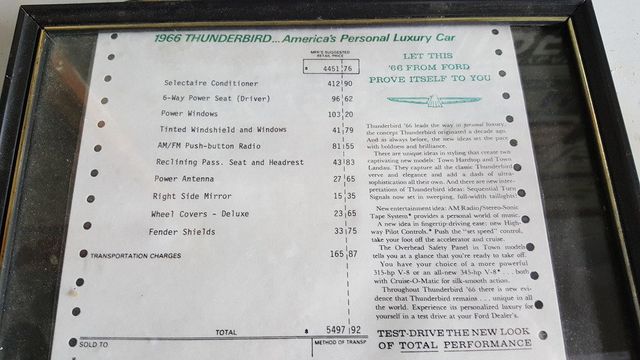 1966 THUNDERBIRD...America's Personal Luxury Car
MFR'S SUGGESTED
RETAIL PRICE
$ 4451 76
Selectaire Conditioner 412 90
6-Way Power Seat (Driver) 96 62
Power Windows 103 20
Tinted Windshield and Windows 41 79
AM/FM Push-button Radio 81 55
Reclining Pass. Seat and Headrest 43 83
Power Antenna 27 65
Right Side Mirror 15 35
Wheel Covers - Deluxe 23 65
Fender Shields 33 75
TRANSPORTATION CHARGES 165 87
TOTAL $ 5497 92
SOLD TO
METHOD OF TRANSP
LET THIS
'66 FROM FORD
PROVE ITSELF TO YOU
Thunderbird '66 leads the way in personal luxury,
the concept Thunderbird originated a decade ago.
And as always before, the new ideas set the pace
with boldness and brilliance.
There are unique ideas in styling that create two
captivating new models: Town Hardtop and Town
Landau. They capture all the classic Thunderbird
verve and elegance and add a dash of ultra-
sophistication all their own. And there are new inter-
pretations of Thunderbird ideas: Sequential Turn
Signals now set in sweeping, full-width taillights!
New entertainment idea: AM Radio/Stereo-Sonic
Tape System.* provides a personal world of music.
A new idea in fingertip driving ease: new High-
way Pilot Controls.* Push the "set speed" control,
take your foot off the accelerator and cruise.
The Overhead Safety Panel in Town models
tells you at a glance that you're ready to take off.
You have your choice of a more powerful
315-hp V-8 or an all-new 345-hp V-8* . . . both
with Cruise-O-Matic for silk-smooth action.
Throughout Thunderbird '66 there is new evi-
dence that Thunderbird remains . . . unique in all
the world. Experience its personalized luxury for
yourself in a test drive at your Ford Dealer's.
TEST-DRIVE THE NEW LOOK
OF TOTAL PERFORMANCE